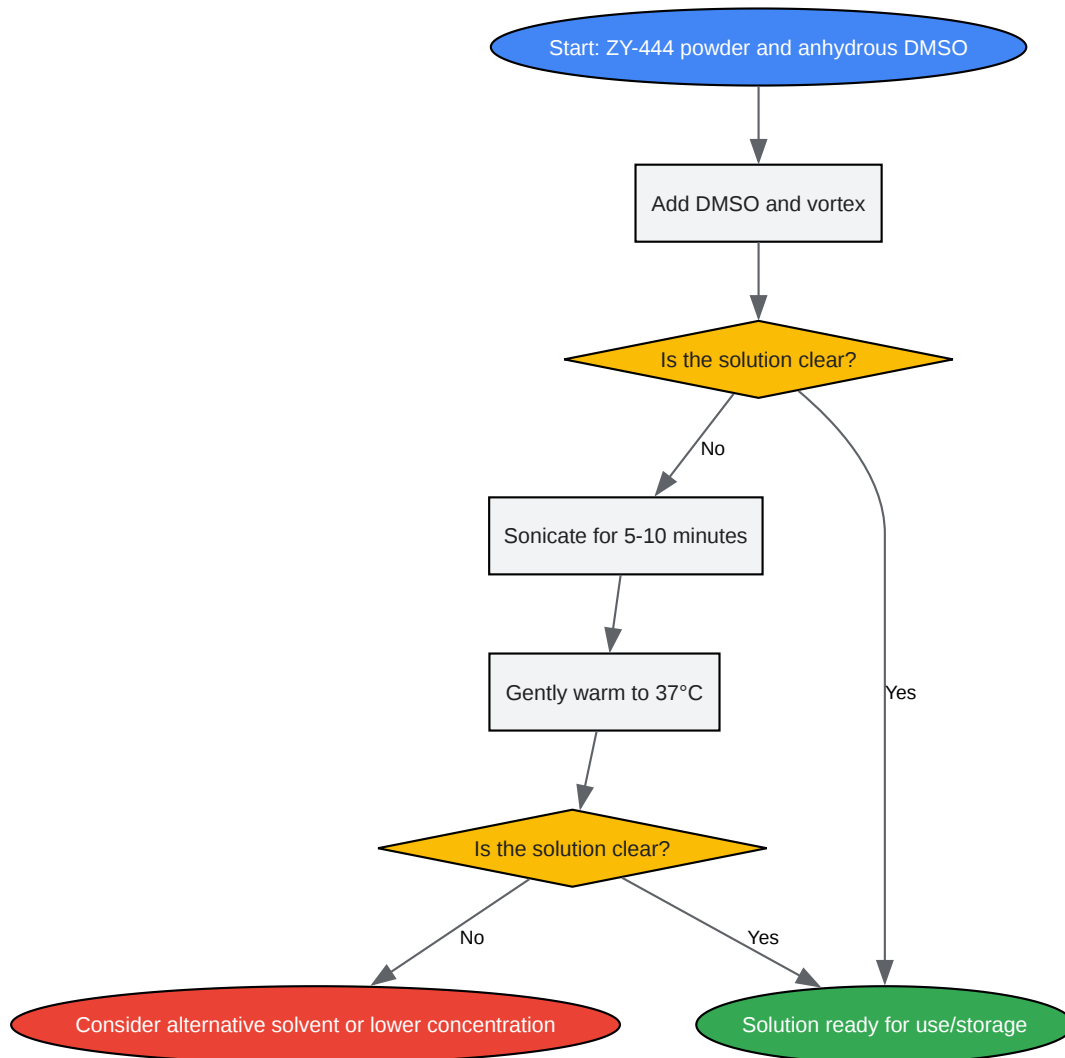 Start: ZY-444 powder and anhydrous DMSO
Add DMSO and vortex
Is the solution clear?
No
Sonicate for 5-10 minutes
Gently warm to 37°C
Yes
Is the solution clear?
No
Yes
Consider alternative solvent or lower concentration
Solution ready for use/storage